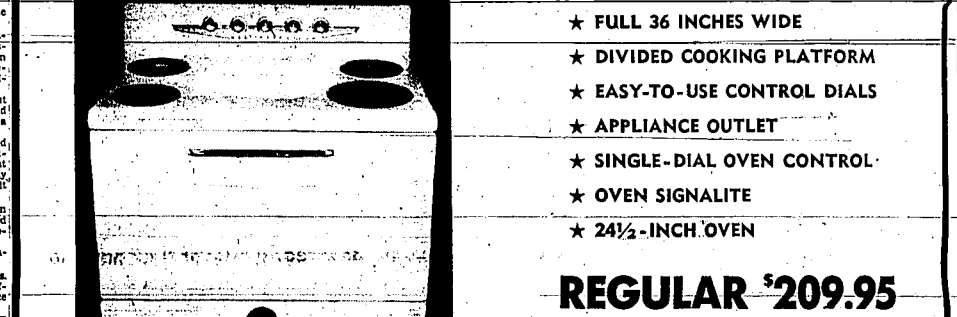 ★ FULL 36 INCHES WIDE
★ DIVIDED COOKING PLATFORM
★ EASY-TO-USE CONTROL DIALS
★ APPLIANCE OUTLET
★ SINGLE-DIAL OVEN CONTROL
★ OVEN SIGNALITE
★ 24½-INCH OVEN
REGULAR $209.95